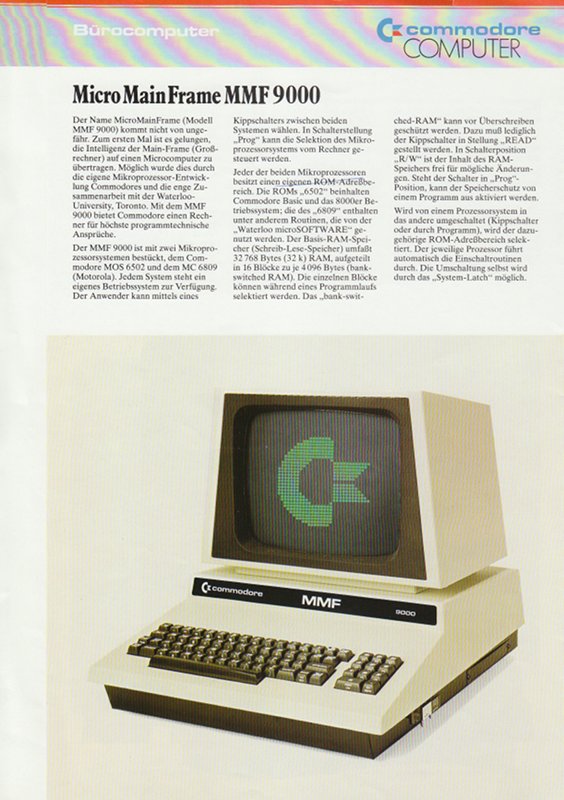 Bürocomputer
commodore
COMPUTER
Micro MainFrame MMF 9000
Der Name MicroMainFrame (Modell
MMF 9000) kommt nicht von unge-
fähr. Zum ersten Mal ist es gelungen,
die Intelligenz der Main-Frame (Groß-
rechner) auf einen Microcomputer zu
übertragen. Möglich wurde dies durch
die eigene Mikroprozessor-Entwick-
lung Commodores und die enge Zu-
sammenarbeit mit der Waterloo-
University, Toronto. Mit dem MMF
9000 bietet Commodore einen Rech-
ner für höchste programmtechnische
Ansprüche.
Der MMF 9000 ist mit zwei Mikropro-
zessorsystemen bestückt, dem Com-
modore MOS 6502 und dem MC 6809
(Motorola). Jedem System steht ein
eigenes Betriebssystem zur Verfügung.
Der Anwender kann mittels eines
Kippschalters zwischen beiden
Systemen wählen. In Schalterstellung
„Prog“ kann die Selektion des Mikro-
prozessorsystems vom Rechner ge-
steuert werden.
Jeder der beiden Mikroprozessoren
besitzt einen eigenen ROM-Adreßbe-
reich. Die ROMs „6502“ beinhalten
Commodore Basic und das 8000er Be-
triebssystem; die des „6809“ enthalten
unter anderem Routinen, die von der
„Waterloo microSOFTWARE“ ge-
nutzt werden. Der Basis-RAM-Spei-
cher (Schreib-Lese-Speicher) umfaßt
32 768 Bytes (32 k) RAM, aufgeteilt
in 16 Blöcke zu je 4 096 Bytes (bank-
switched RAM). Die einzelnen Blöcke
können während eines Programmlaufs
selektiert werden. Das „bank-swit-
ched-RAM“ kann vor Überschreiben
geschützt werden. Dazu muß lediglich
der Kippschalter in Stellung „READ“
gestellt werden. In Schalterposition
„R/W“ ist der Inhalt des RAM-
Speichers frei für mögliche Änderun-
gen. Steht der Schalter in „Prog“-
Position, kann der Speicherschutz von
einem Programm aus aktiviert werden.
Wird von einem Prozessorsystem in
das andere umgeschaltet (Kippschalter
oder durch Programm), wird der dazu-
gehörige ROM-Adreßbereich selek-
tiert. Der jeweilige Prozessor führt
automatisch die Einschaltroutinen
durch. Die Umschaltung selbst wird
durch das „System-Latch“ möglich.
commodore MMF 9000